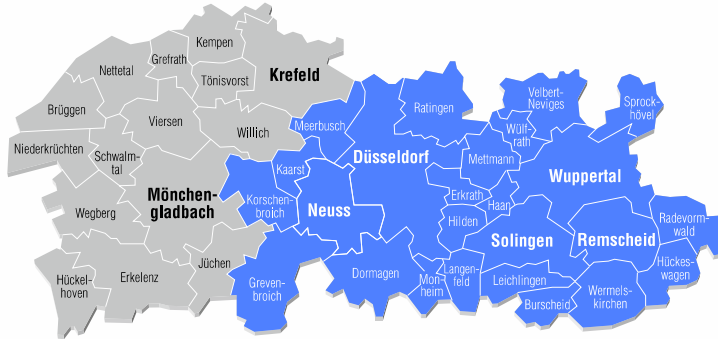 Kempen
Grefrath
Nettetal
Tönisvorst
Krefeld
Brüggen
Viersen
Willich
Niederkrüchten
Schwalm-
tal
Mönchen-
gladbach
Wegberg
Hückel-
hoven
Erkelenz
Jüchen
Meerbusch
Kaarst
Korschen-
broich
Neuss
Greven-
broich
Dormagen
Düsseldorf
Ratingen
Velbert-
Neviges
Wülf-
rath
Mettmann
Sprock-
hövel
Wuppertal
Erkrath
Haan
Hilden
Solingen
Remscheid
Radevorm-
wald
Hückes-
wagen
Mon-
heim
Langen-
feld
Leichlingen
Burscheid
Wermels-
kirchen